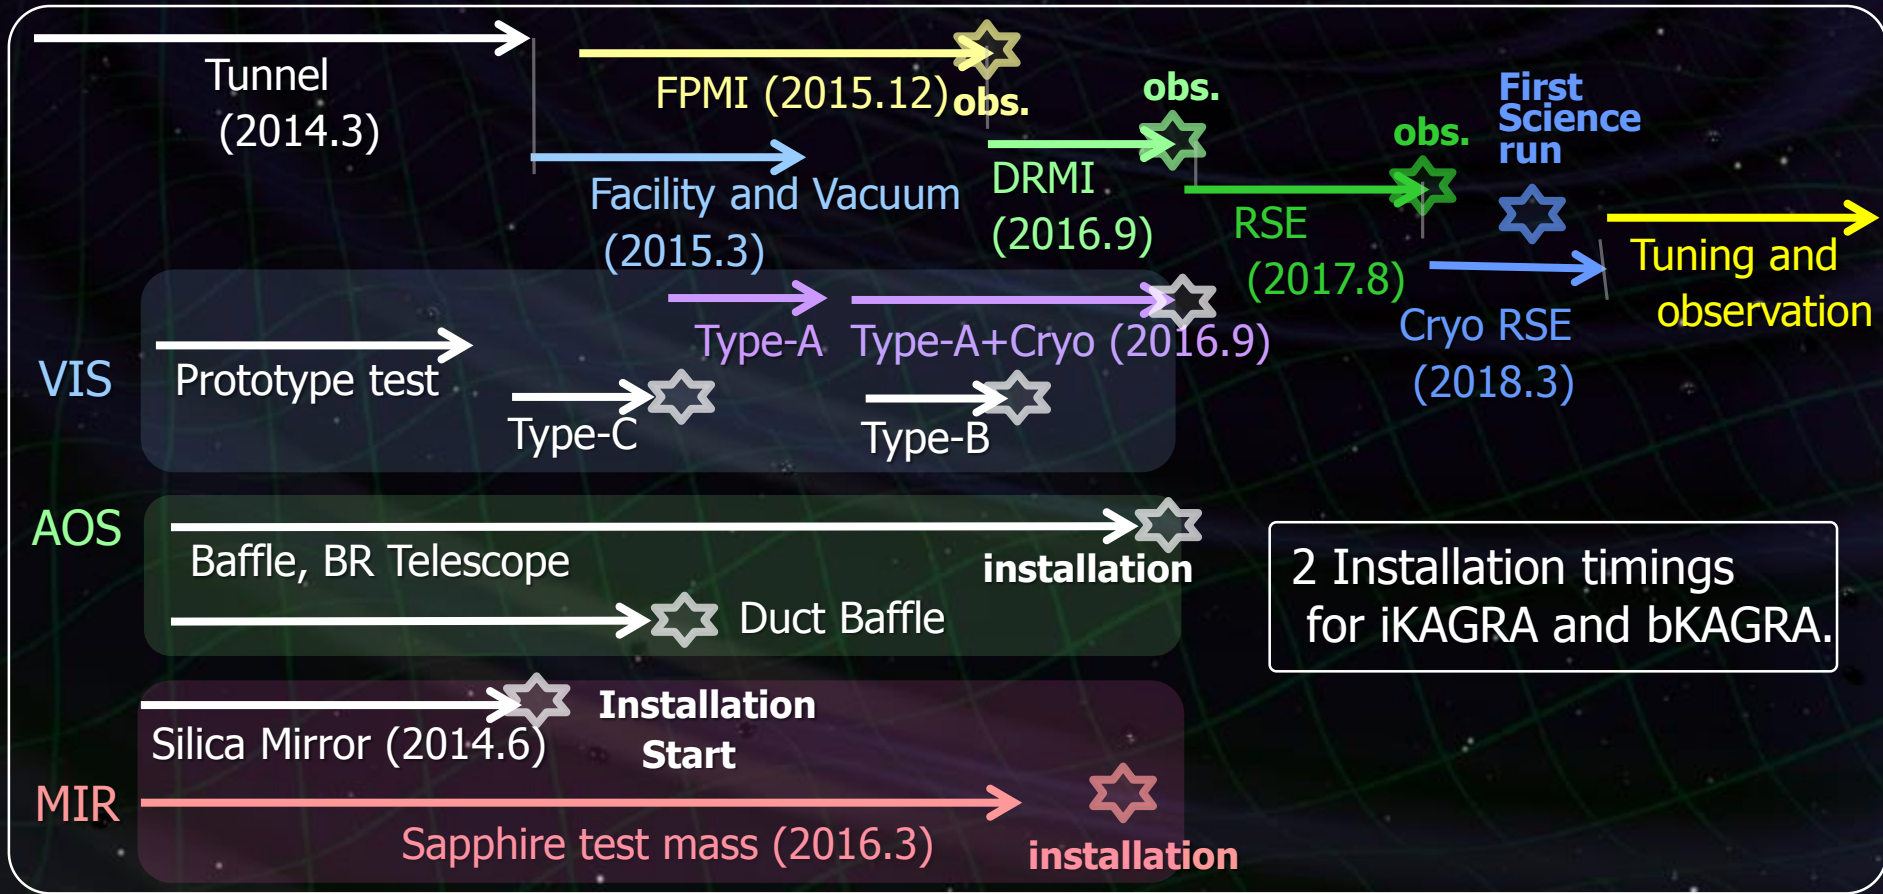 Tunnel
(2014.3)
FPMI (2015.12)
obs.
Facility and Vacuum
(2015.3)
obs.
DRMI
(2016.9)
obs.
RSE
(2017.8)
First
Science
run
Cryo RSE
(2018.3)
Tuning and
observation
VIS
Prototype test
Type-A
Type-A+Cryo (2016.9)
Type-C
Type-B
AOS
Baffle, BR Telescope
installation
Duct Baffle
2 Installation timings
for iKAGRA and bKAGRA.
MIR
Silica Mirror (2014.6)
Installation
Start
Sapphire test mass (2016.3)
installation